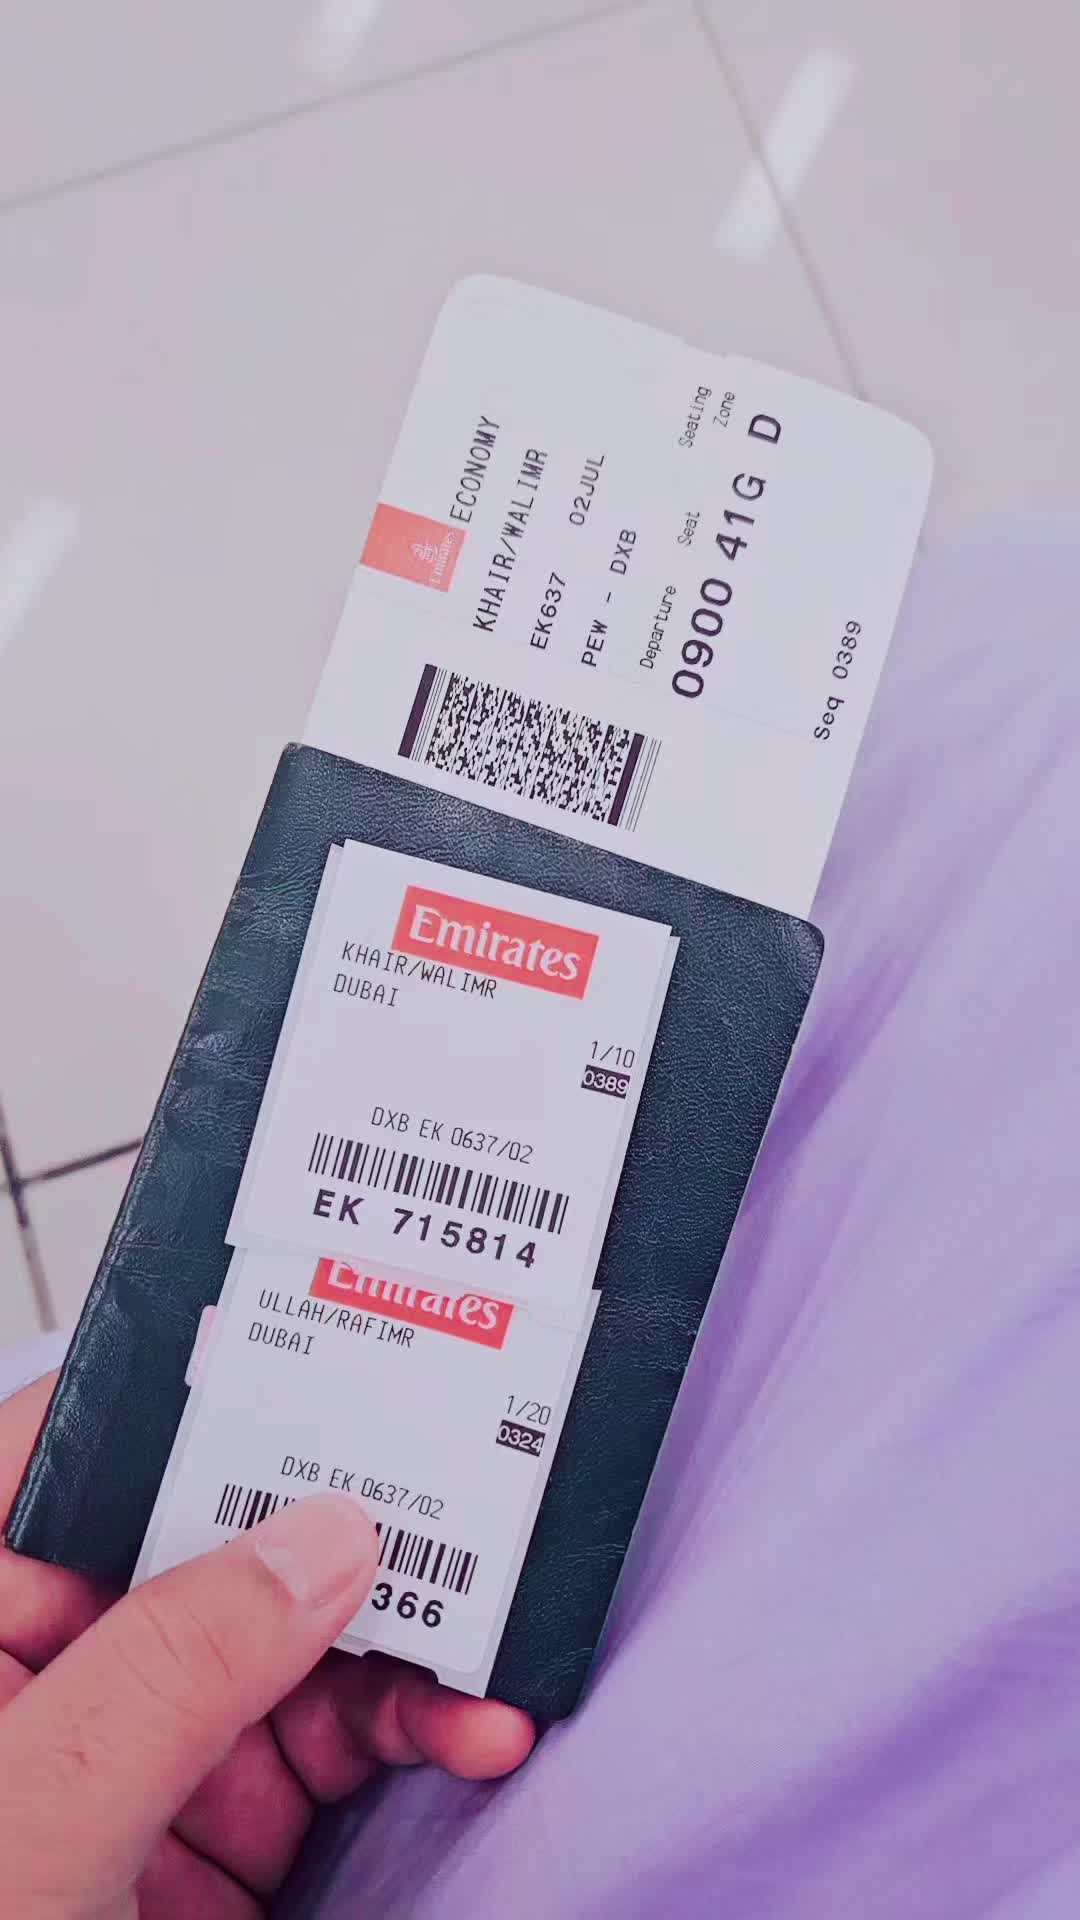 Emirates
ECONOMY
KHAIR/WALIMR
EK637 02JUL
PEW - DXB
Departure Seat Seating Zone
0900 41G D
Seq 0389
Emirates
KHAIR/WALIMR
DUBAI
1/10
0389
DXB EK 0637/02
EK 715814
Emirates
ULLAH/RAFIMR
DUBAI
1/20
0324
DXB EK 0637/02
366